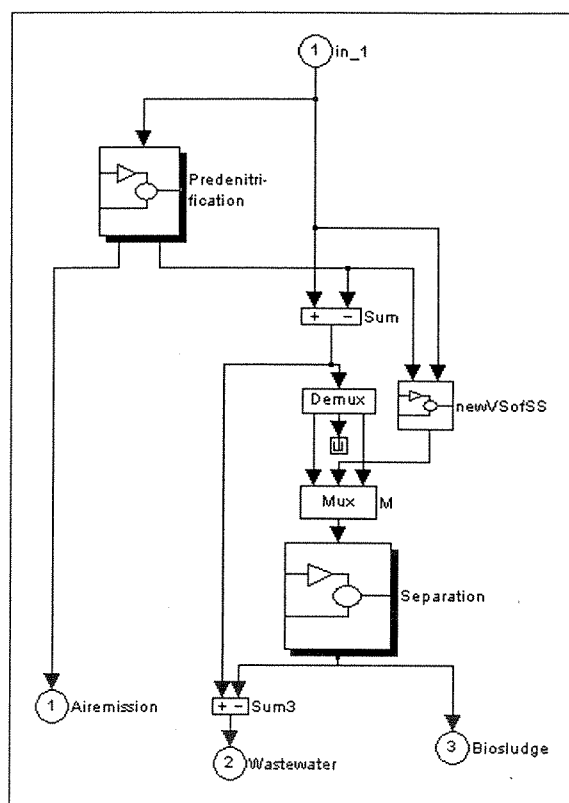 1 in_1
Predenitri-
fication
+ - Sum
Demux
newVSofSS
Mux M
Separation
1 Airemission
+ - Sum3
2 Wastewater
3 Biosludge